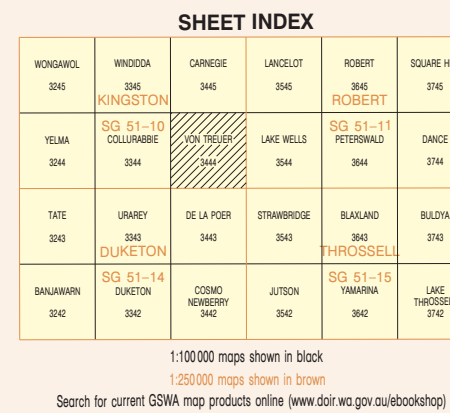 SHEET INDEX
WONGAWOL WINDIDDA CARNEGIE LANCELOT ROBERT SQUARE H
3245 3345 3445 3545 3645 3745
KINGSTON ROBERT
SG 51–10 SG 51–11
YELMA COLLURABBIE VON TREUER LAKE WELLS PETERSWALD DANCE
3244 3344 3444 3544 3644 3744
TATE URAREY DE LA POER STRAWBRIDGE BLAXLAND BULDYA
3243 3343 3443 3543 3643 3743
DUKETON THROSSELL
SG 51–14 SG 51–15
BANJAWARN DUKETON COSMO NEWBERRY JUTSON YAMARINA LAKE THROSSE
3242 3342 3442 3542 3642 3742
1:100 000 maps shown in black
1:250 000 maps shown in brown
Search for current GSWA map products online (www.doir.wa.gov.au/ebookshop)